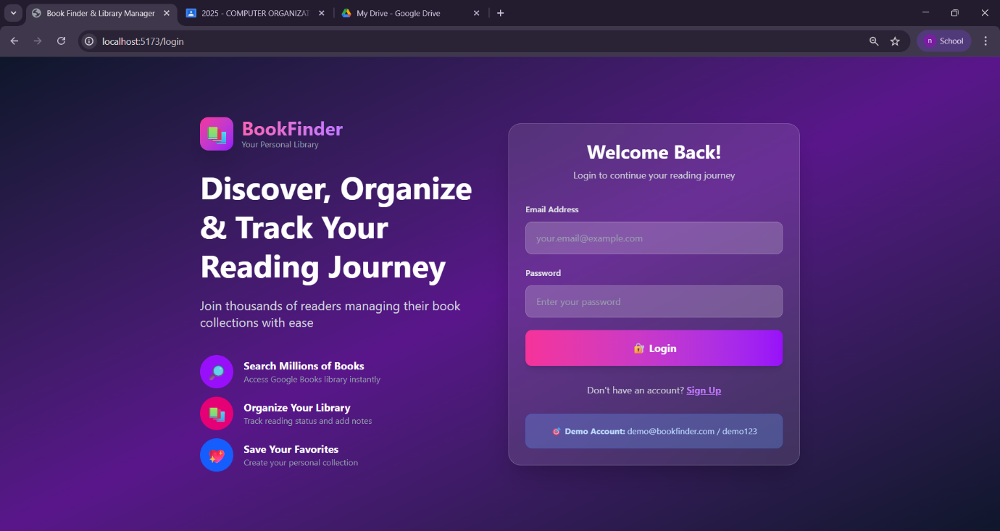 Book Finder & Library Manager
2025 - COMPUTER ORGANIZAT
My Drive - Google Drive
localhost:5173/login
n School
BookFinder
Your Personal Library
Discover, Organize
& Track Your
Reading Journey
Join thousands of readers managing their book
collections with ease
Search Millions of Books
Access Google Books library instantly
Organize Your Library
Track reading status and add notes
Save Your Favorites
Create your personal collection
Welcome Back!
Login to continue your reading journey
Email Address
your.email@example.com
Password
Enter your password
🔐 Login
Don't have an account? Sign Up
🎯 Demo Account: demo@bookfinder.com / demo123